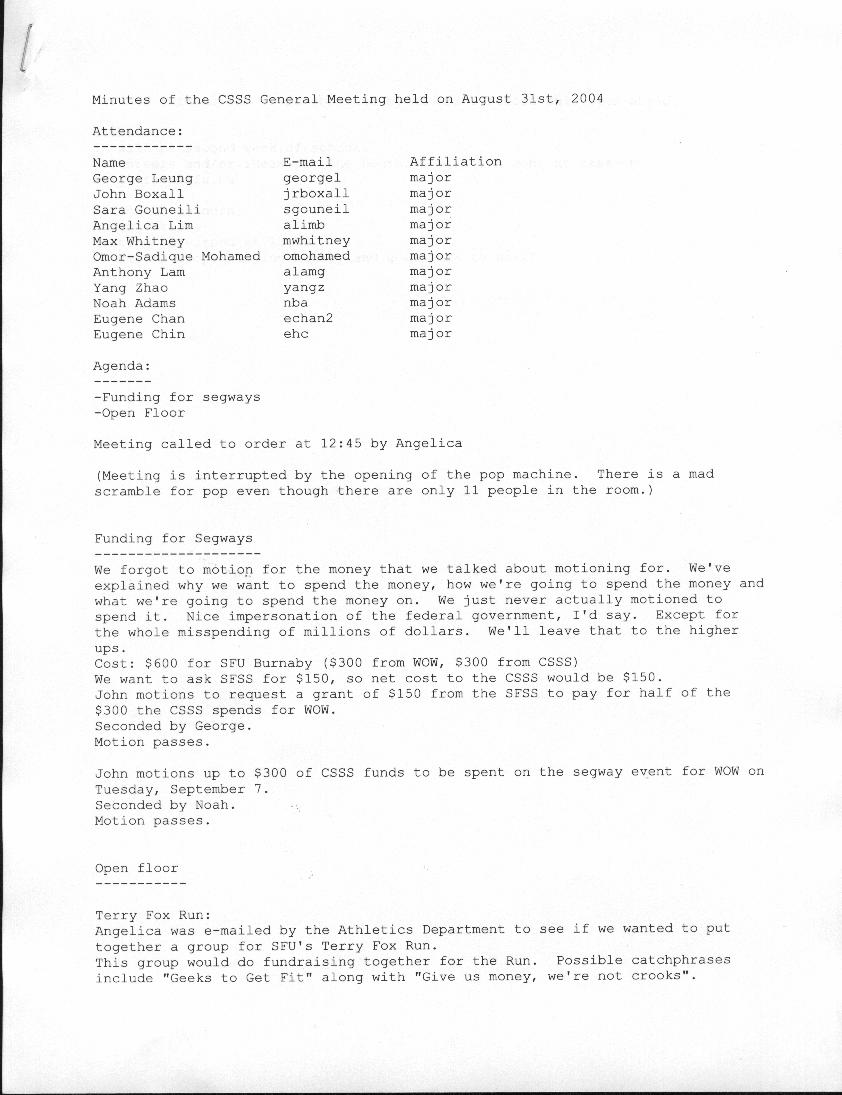 Minutes of the CSSS General Meeting held on August 31st, 2004
Attendance:
------------
Name E-mail Affiliation
George Leung georgel major
John Boxall jrboxall major
Sara Gouneili sgouneil major
Angelica Lim alimb major
Max Whitney mwhitney major
Omor-Sadique Mohamed omohamed major
Anthony Lam alamg major
Yang Zhao yangz major
Noah Adams nba major
Eugene Chan echan2 major
Eugene Chin ehc major
Agenda:
-------
-Funding for segways
-Open Floor
Meeting called to order at 12:45 by Angelica
(Meeting is interrupted by the opening of the pop machine. There is a mad
scramble for pop even though there are only 11 people in the room.)
Funding for Segways
--------------------
We forgot to motion for the money that we talked about motioning for. We've
explained why we want to spend the money, how we're going to spend the money and
what we're going to spend the money on. We just never actually motioned to
spend it. Nice impersonation of the federal government, I'd say. Except for
the whole misspending of millions of dollars. We'll leave that to the higher
ups.
Cost: $600 for SFU Burnaby ($300 from WOW, $300 from CSSS)
We want to ask SFSS for $150, so net cost to the CSSS would be $150.
John motions to request a grant of $150 from the SFSS to pay for half of the
$300 the CSSS spends for WOW.
Seconded by George.
Motion passes.
John motions up to $300 of CSSS funds to be spent on the segway event for WOW on
Tuesday, September 7.
Seconded by Noah.
Motion passes.
Open floor
-----------
Terry Fox Run:
Angelica was e-mailed by the Athletics Department to see if we wanted to put
together a group for SFU's Terry Fox Run.
This group would do fundraising together for the Run. Possible catchphrases
include "Geeks to Get Fit" along with "Give us money, we're not crooks".